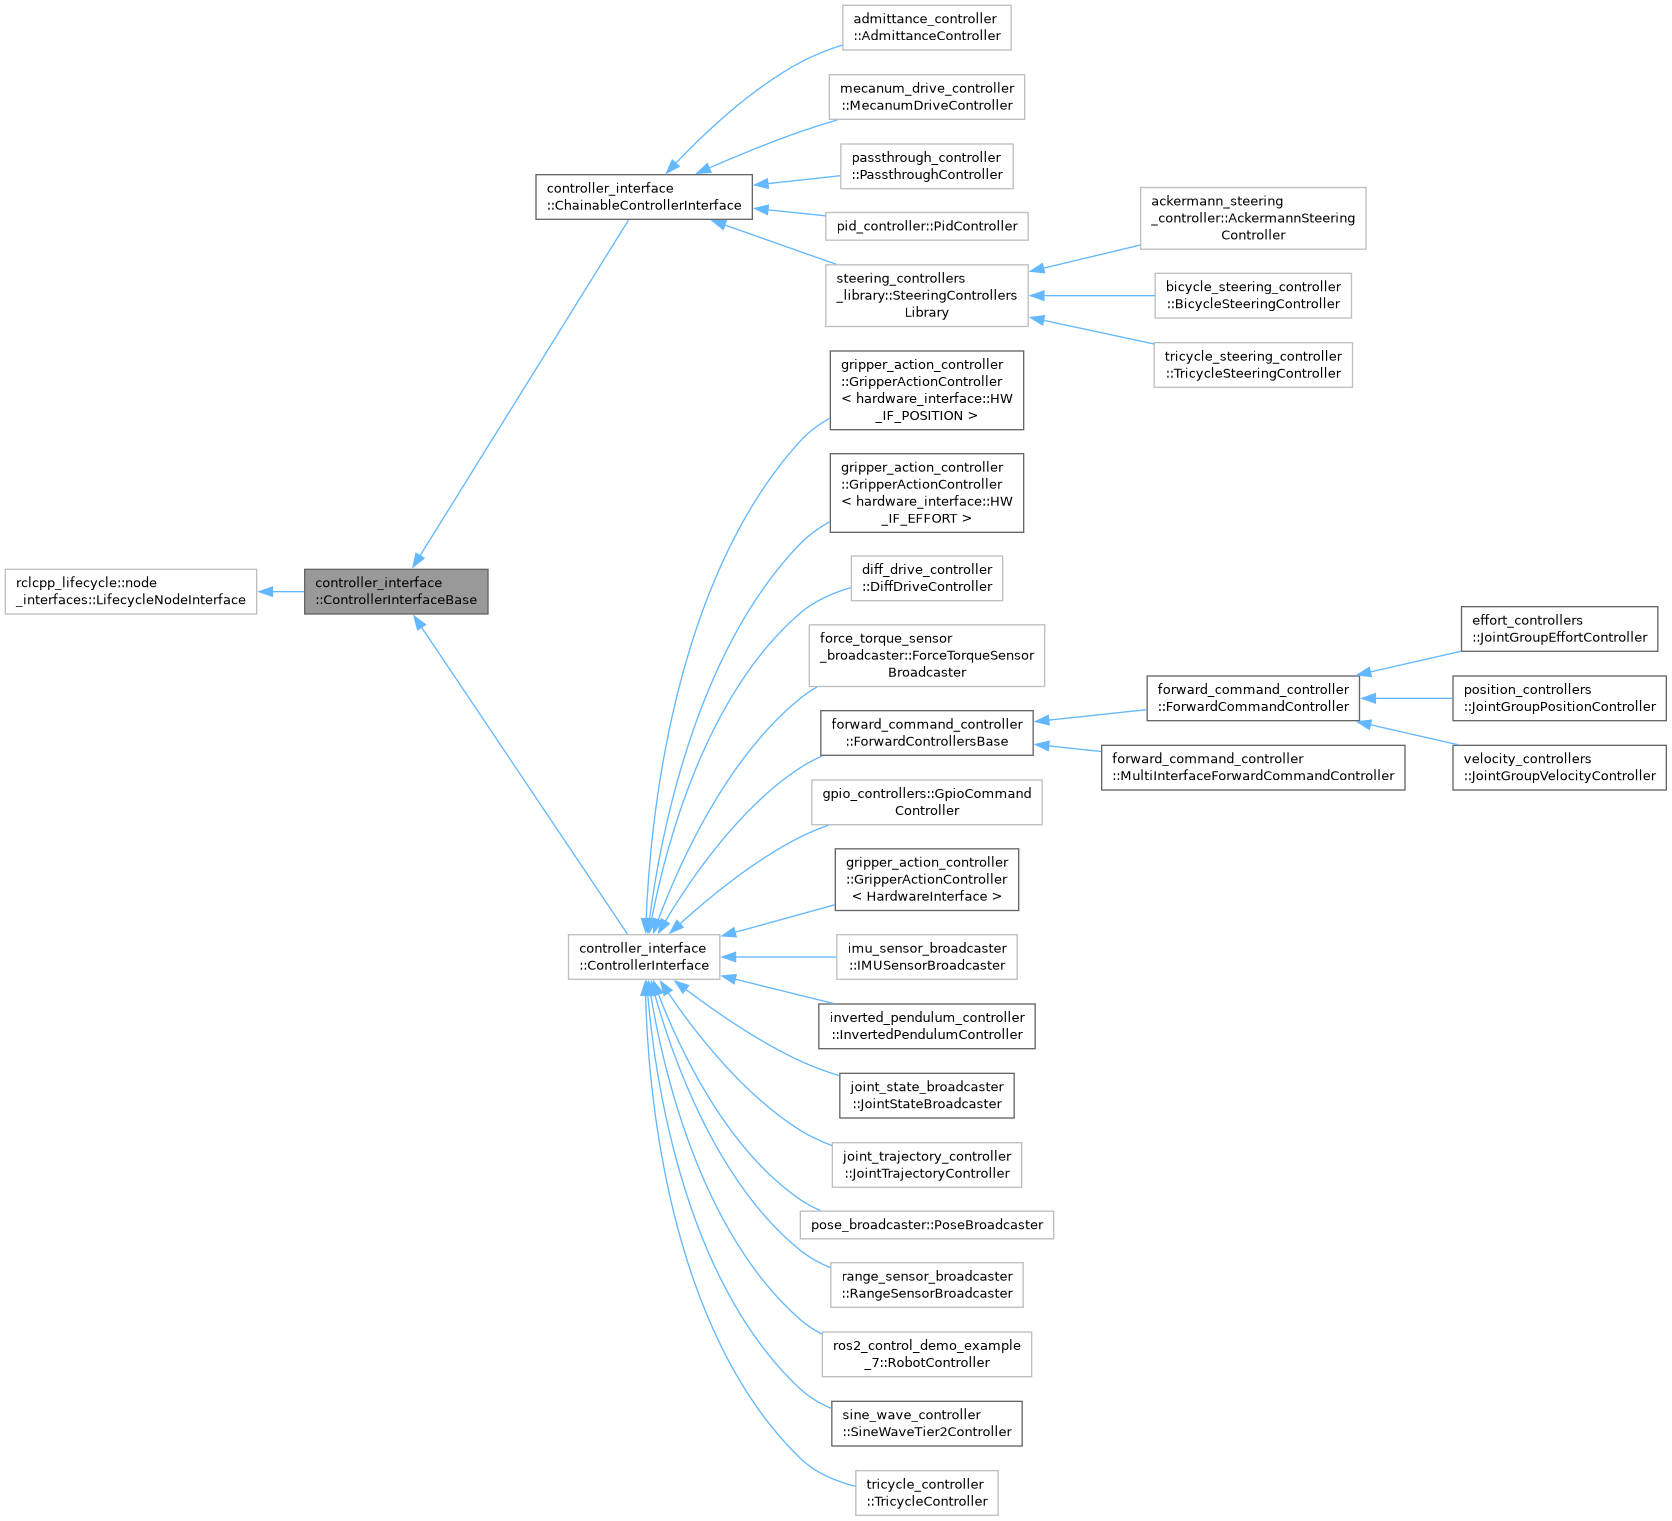 admittance_controller
::AdmittanceController
mecanum_drive_controller
::MecanumDriveController
passthrough_controller
::PassthroughController
controller_interface
::ChainableControllerInterface
pid_controller::PidController
ackermann_steering
_controller::AckermannSteering
Controller
steering_controllers
_library::SteeringControllers
Library
bicycle_steering_controller
::BicycleSteeringController
tricycle_steering_controller
::TricycleSteeringController
gripper_action_controller
::GripperActionController
< hardware_interface::HW
_IF_POSITION >
gripper_action_controller
::GripperActionController
< hardware_interface::HW
_IF_EFFORT >
rclcpp_lifecycle::node
_interfaces::LifecycleNodeInterface
controller_interface
::ControllerInterfaceBase
diff_drive_controller
::DiffDriveController
force_torque_sensor
_broadcaster::ForceTorqueSensor
Broadcaster
effort_controllers
::JointGroupEffortController
forward_command_controller
::ForwardCommandController
position_controllers
::JointGroupPositionController
forward_command_controller
::ForwardControllersBase
forward_command_controller
::MultiInterfaceForwardCommandController
velocity_controllers
::JointGroupVelocityController
gpio_controllers::GpioCommand
Controller
gripper_action_controller
::GripperActionController
< HardwareInterface >
controller_interface
::ControllerInterface
imu_sensor_broadcaster
::IMUSensorBroadcaster
inverted_pendulum_controller
::InvertedPendulumController
joint_state_broadcaster
::JointStateBroadcaster
joint_trajectory_controller
::JointTrajectoryController
pose_broadcaster::PoseBroadcaster
range_sensor_broadcaster
::RangeSensorBroadcaster
ros2_control_demo_example
_7::RobotController
sine_wave_controller
::SineWaveTier2Controller
tricycle_controller
::TricycleController